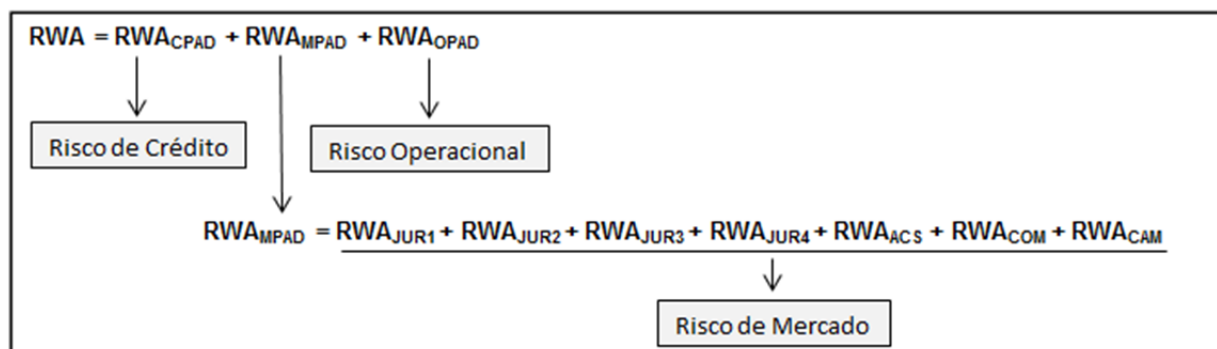 RWA = RWACPAD + RWAMPAD + RWAOPAD
Risco de Crédito
Risco Operacional
RWAMPAD = RWAJUR1 + RWAJUR2 + RWAJUR3 + RWAJUR4 + RWAACS + RWACOM + RWACAM
Risco de Mercado